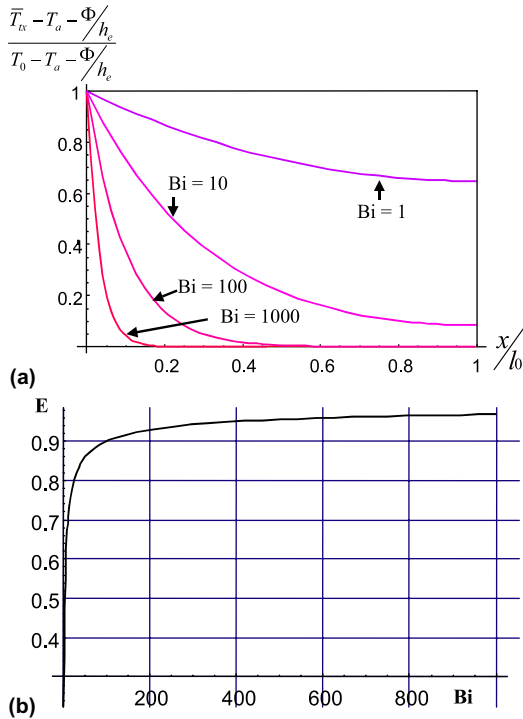 T̅ₜₓ − Tₐ − Φ/hₑ
T₀ − Tₐ − Φ/hₑ
1
0.8
0.6
0.4
0.2
Bi = 10
Bi = 1
Bi = 100
Bi = 1000
0.2 0.4 0.6 0.8 1
x/l₀
(a)
E
0.9
0.8
0.7
0.6
0.5
0.4
200 400 600 800 Bi
(b)